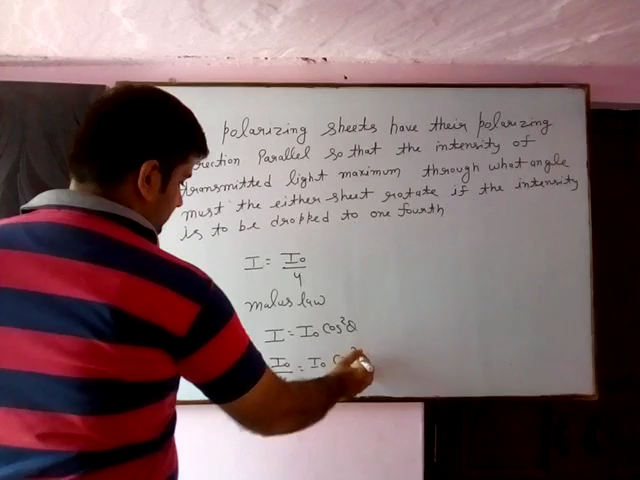 polarizing sheets have their polarizing
rection Parallel so that the intensity of
transmitted light maximum through what angle
must the either sheet rotate if the intensity
is to be dropped to one fourth
I = I₀/4
malus law
I = I₀ Cos²θ
I₀ = I₀ C